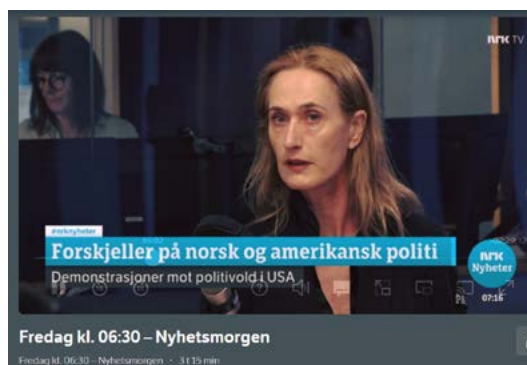 NRK TV
#nrknyheter
Forskjeller på norsk og amerikansk politi
Demonstrasjoner mot politivold i USA
NRK
Nyheter
07:16
Fredag kl. 06:30 – Nyhetsmorgen
Fredag kl. 06:30 – Nyhetsmorgen · 3 t 15 min